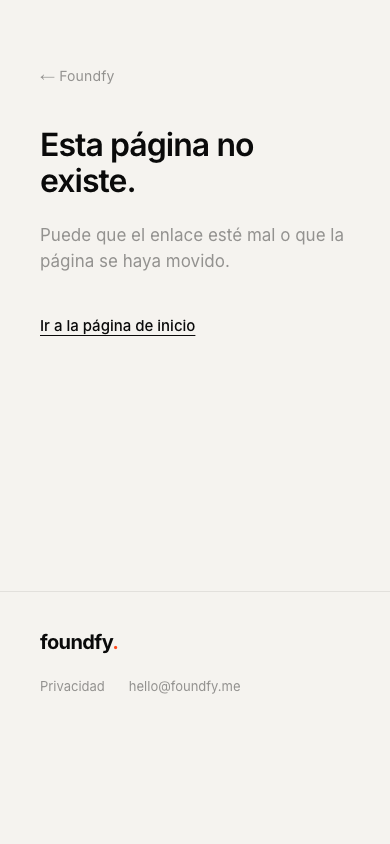 ← Foundfy
Esta página no
existe.
Puede que el enlace esté mal o que la
página se haya movido.
Ir a la página de inicio
foundfy.
Privacidad hello@foundfy.me